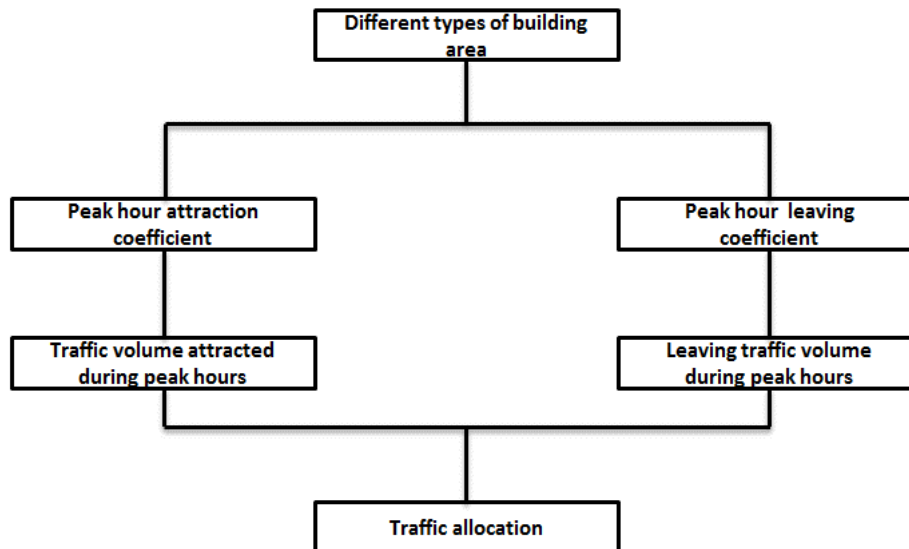 Different types of building
area
Peak hour attraction
coefficient
Peak hour  leaving
coefficient
Traffic volume attracted
during peak hours
Leaving traffic volume
during peak hours
Traffic allocation